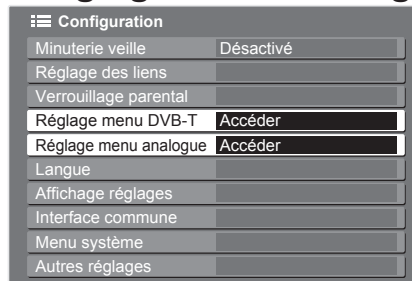 Configuration
Minuterie veille Désactivé
Réglage des liens
Verrouillage parental
Réglage menu DVB-T Accéder
Réglage menu analogue Accéder
Langue
Affichage réglages
Interface commune
Menu système
Autres réglages